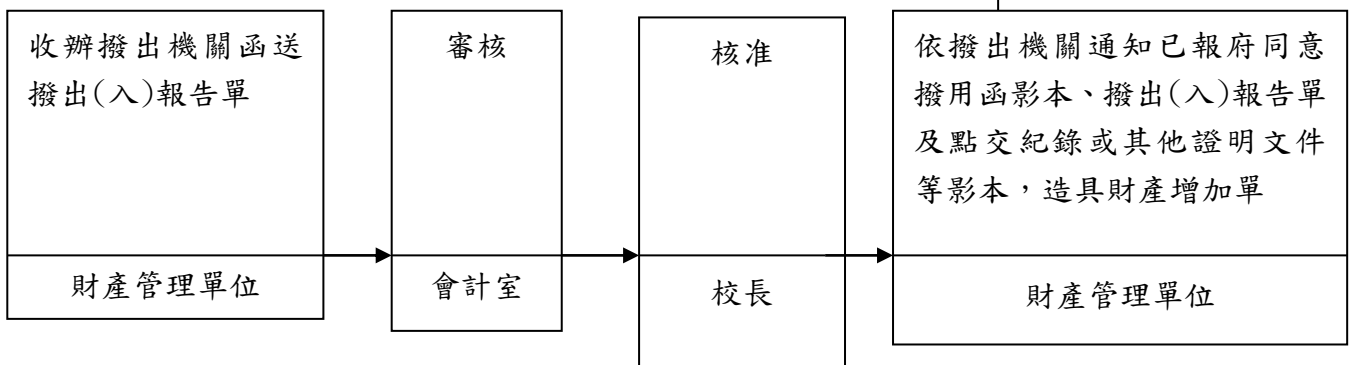 收辦撥出機關函送
撥出(入)報告單
財產管理單位
審核
會計室
核准
校長
依撥出機關通知已報府同意
撥用函影本、撥出(入)報告單
及點交紀錄或其他證明文件
等影本，造具財產增加單
財產管理單位